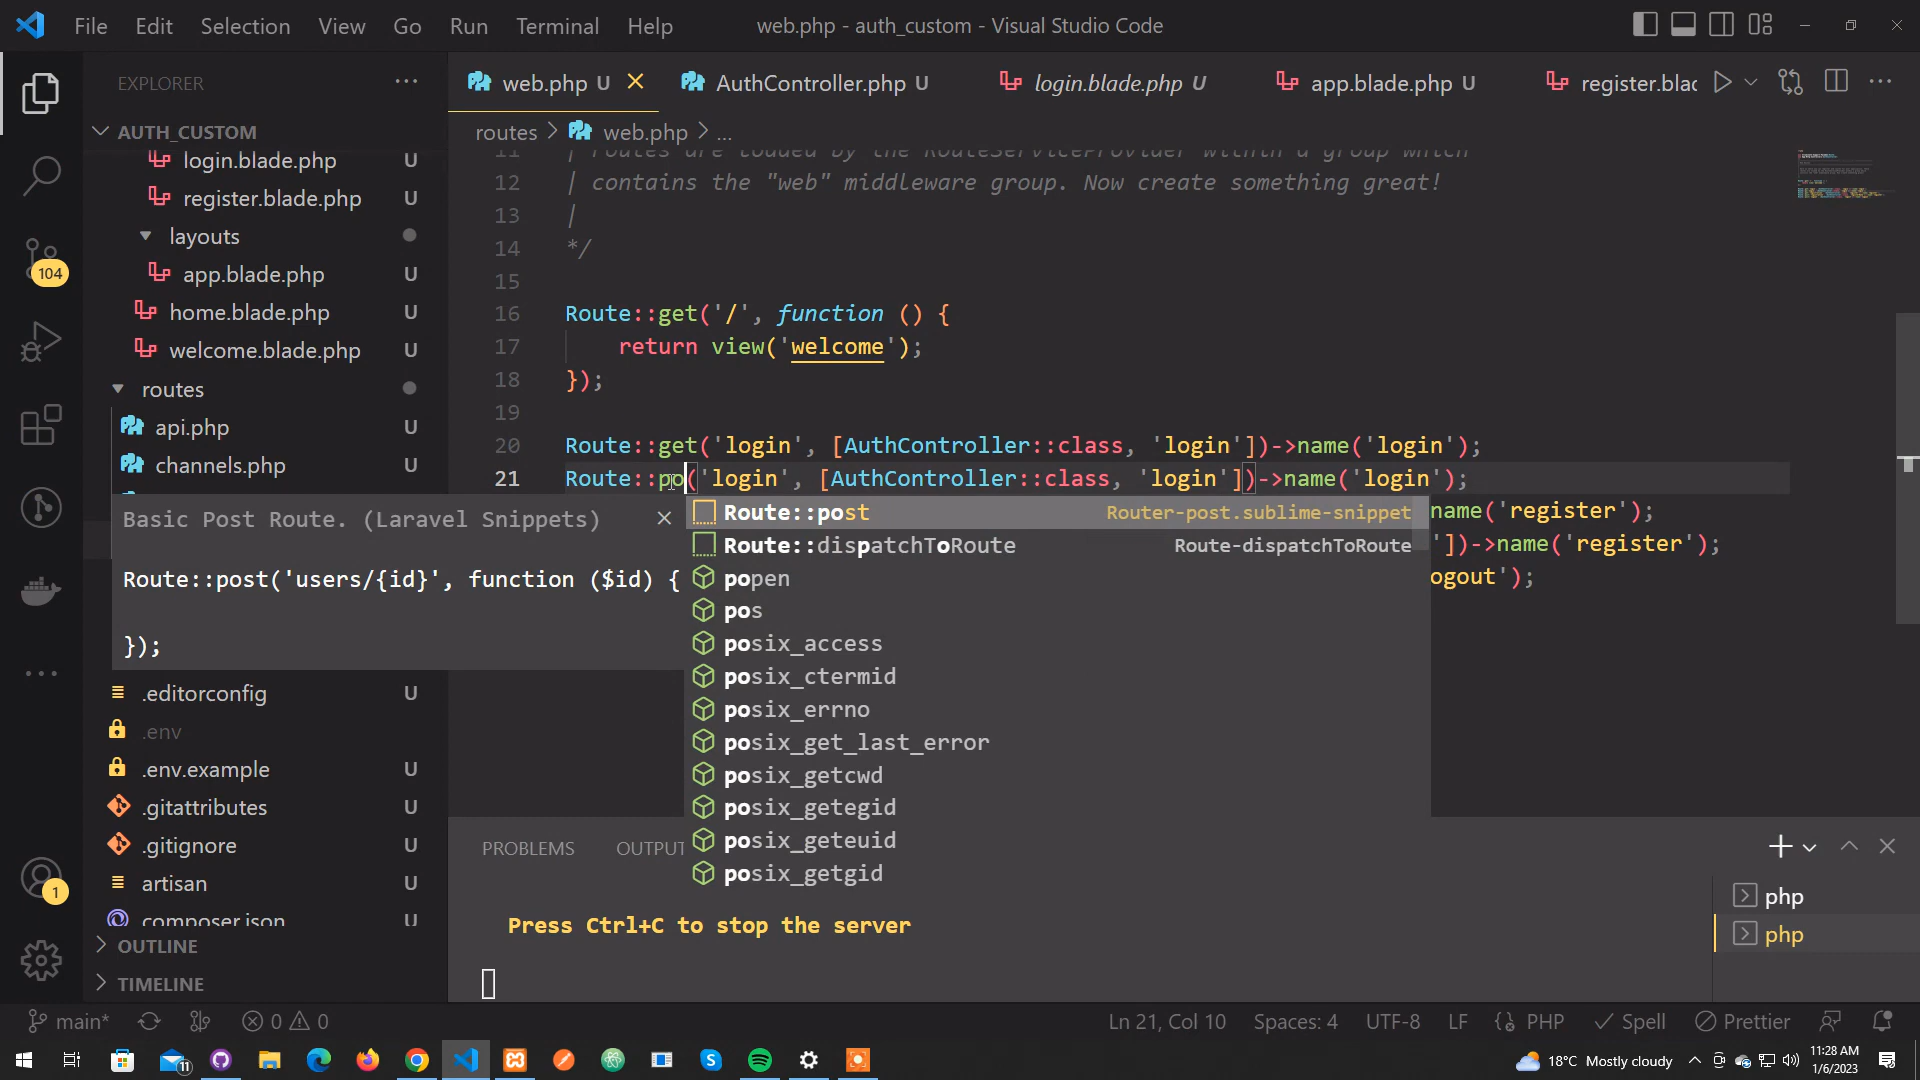 File Edit Selection View Go Run Terminal Help web.php - auth_custom - Visual Studio Code
EXPLORER ...
AUTH_CUSTOM
login.blade.php U
register.blade.php U
layouts
app.blade.php U
home.blade.php U
welcome.blade.php U
routes
api.php U
channels.php U
.editorconfig U
.env
.env.example U
.gitattributes U
.gitignore U
artisan U
composer.json U
OUTLINE
TIMELINE
104
1
web.php U AuthController.php U login.blade.php U app.blade.php U register.blac
routes > web.php > ...
11 | routes are loaded by the RouteServiceProvider within a group which
12 | contains the "web" middleware group. Now create something great!
13 |
14 */
15
16 Route::get('/', function () {
17 return view('welcome');
18 });
19
20 Route::get('login', [AuthController::class, 'login'])->name('login');
21 Route::po('login', [AuthController::class, 'login'])->name('login');
name('register');
'])->name('register');
ogout');
Basic Post Route. (Laravel Snippets)
Route::post('users/{id}', function ($id) {
});
Route::post Router-post.sublime-snippet
Route::dispatchToRoute Route-dispatchToRoute
popen
pos
posix_access
posix_ctermid
posix_errno
posix_get_last_error
posix_getcwd
posix_getegid
posix_geteuid
posix_getgid
PROBLEMS OUTPUT
Press Ctrl+C to stop the server
php
php
main* 0 0 Ln 21, Col 10 Spaces: 4 UTF-8 LF {} PHP Spell Prettier
11 18°C Mostly cloudy 11:28 AM
1/6/2023